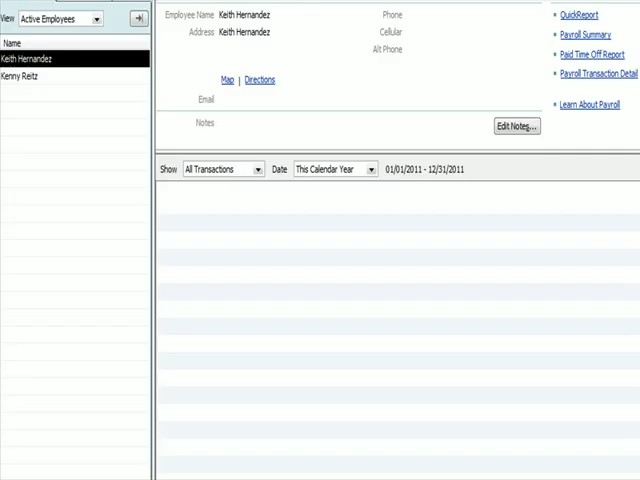 View Active Employees
Name
Keith Hernandez
Kenny Reitz
Employee Name Keith Hernandez Phone
Address Keith Hernandez Cellular
Alt Phone
Map | Directions
Email
Notes
Edit Notes...
QuickReport
Payroll Summary
Paid Time Off Report
Payroll Transaction Detail
Learn About Payroll
Show All Transactions Date This Calendar Year 01/01/2011 - 12/31/2011